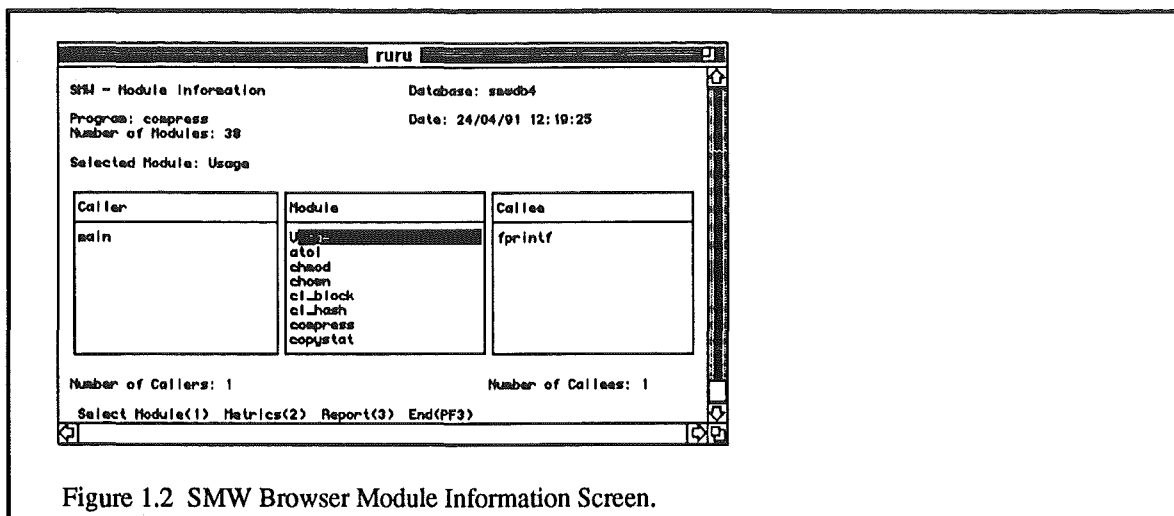 ruru
SMW - Module Information Database: smwdb4
Program: compress Date: 24/04/91 12:19:25
Number of Modules: 38
Selected Module: Usage
Caller Module Callee
main fprintf
atol
chmod
chown
cl_block
cl_hash
compress
copystat
Number of Callers: 1 Number of Callees: 1
Select Module(1) Metrics(2) Report(3) End(PF3)
Figure 1.2 SMW Browser Module Information Screen.